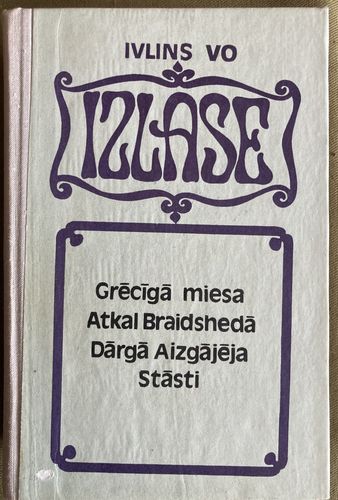 IVLINS VO
IZLASE
Grēcīgā miesa
Atkal Braidshedā
Dārgā Aizgājēja
Stāsti